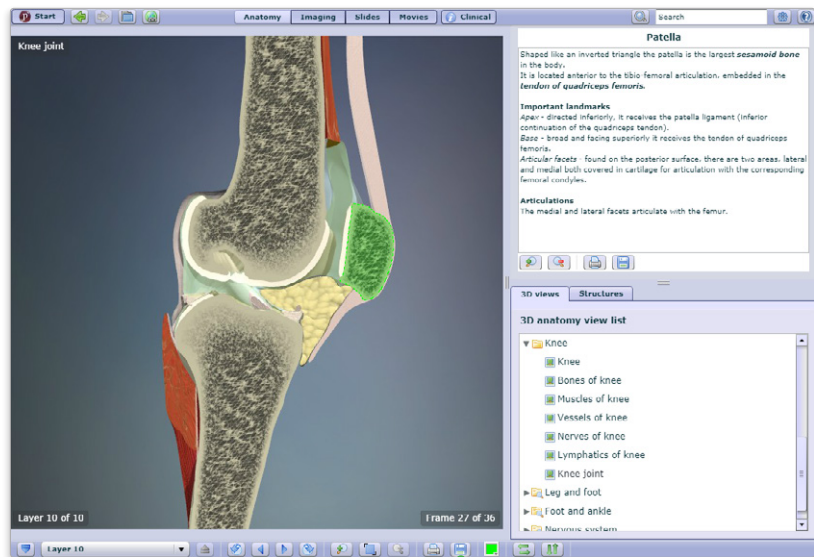 Start
Anatomy
Imaging
Slides
Movies
Clinical
Search
Knee joint
Patella
Shaped like an inverted triangle the patella is the largest sesamoid bone
in the body.
It is located anterior to the tibio-femoral articulation, embedded in the
tendon of quadriceps femoris.
Important landmarks
Apex - directed inferiorly, it receives the patella ligament (inferior
continuation of the quadriceps tendon).
Base - broad and facing superiorly it receives the tendon of quadriceps
femoris.
Articular facets - found on the posterior surface, there are two areas, lateral
and medial both covered in cartilage for articulation with the corresponding
femoral condyles.
Articulations
The medial and lateral facets articulate with the femur.
3D views
Structures
3D anatomy view list
Knee
Knee
Bones of knee
Muscles of knee
Vessels of knee
Nerves of knee
Lymphatics of knee
Knee joint
Leg and foot
Foot and ankle
Nervous system
Layer 10 of 10
Frame 27 of 36
Layer 10